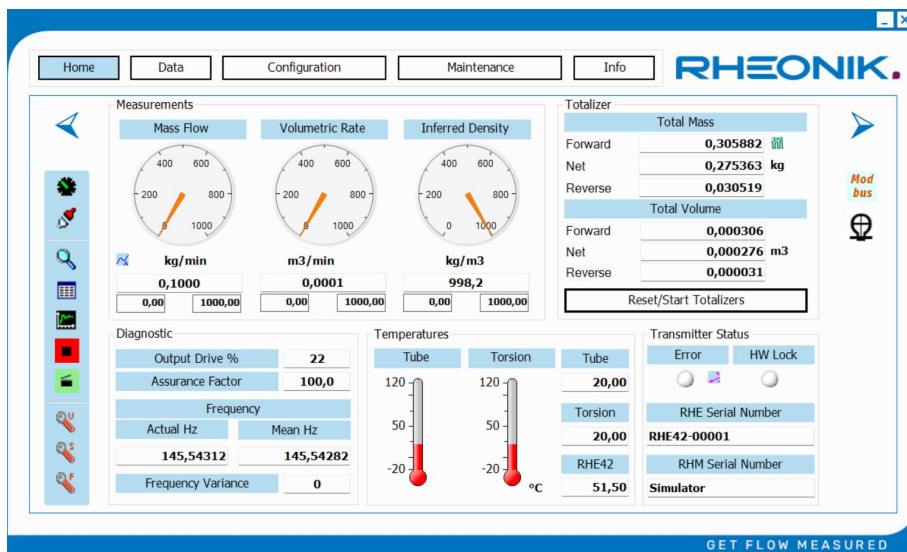 Home Data Configuration Maintenance Info RHEONIK.
Measurements
Mass Flow Volumetric Rate Inferred Density
400 600 400 600 400 600
200 800 200 800 200 800
0 1000 0 1000 0 1000
kg/min m3/min kg/m3
0,1000 0,0001 998,2
0,00 1000,00 0,00 1000,00 0,00 1000,00
Totalizer
Total Mass
Forward 0,305882
Net 0,275363 kg
Reverse 0,030519
Total Volume
Forward 0,000306
Net 0,000276 m3
Reverse 0,000031
Reset/Start Totalizers
Mod
bus
U
S
F
Diagnostic
Output Drive % 22
Assurance Factor 100,0
Frequency
Actual Hz Mean Hz
145,54312 145,54282
Frequency Variance 0
Temperatures
Tube Torsion Tube
120 120 20,00
50 50 Torsion
20,00
-20 -20 RHE42
°C 51,50
Transmitter Status
Error HW Lock
RHE Serial Number
RHE42-00001
RHM Serial Number
Simulator
GET FLOW MEASURED